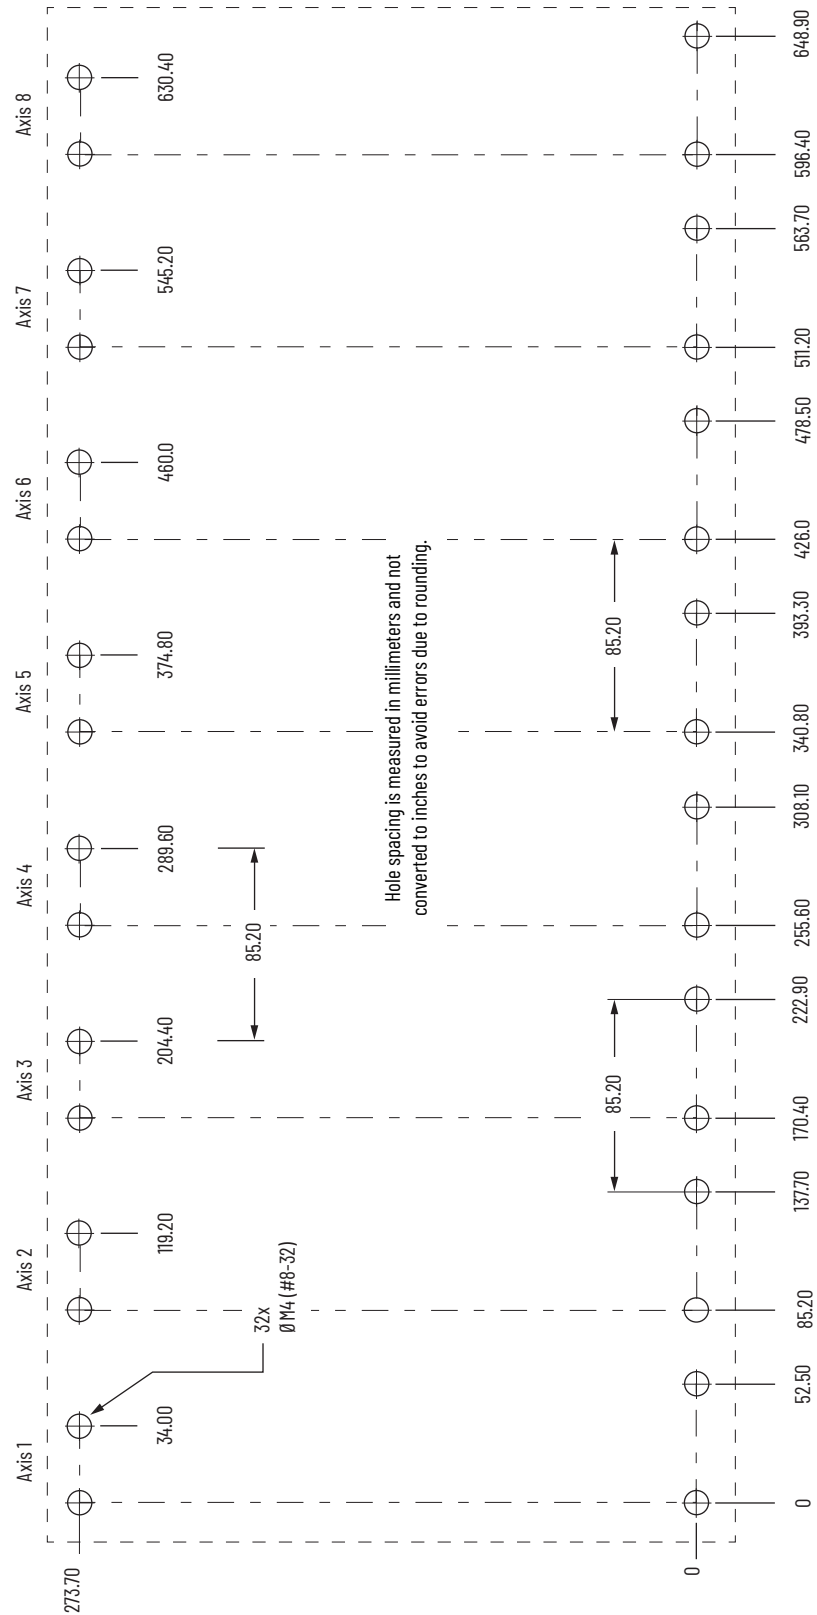 Axis 1
Axis 2
Axis 3
Axis 4
Axis 5
Axis 6
Axis 7
Axis 8
273.70
34.00
119.20
204.40
289.60
374.80
460.0
545.20
630.40
32x
Ø M4 (#8-32)
85.20
Hole spacing is measured in millimeters and not
converted to inches to avoid errors due to rounding.
85.20
85.20
0
0
52.50
85.20
137.70
170.40
222.90
255.60
308.10
340.80
393.30
426.0
478.50
511.20
563.70
596.40
648.90